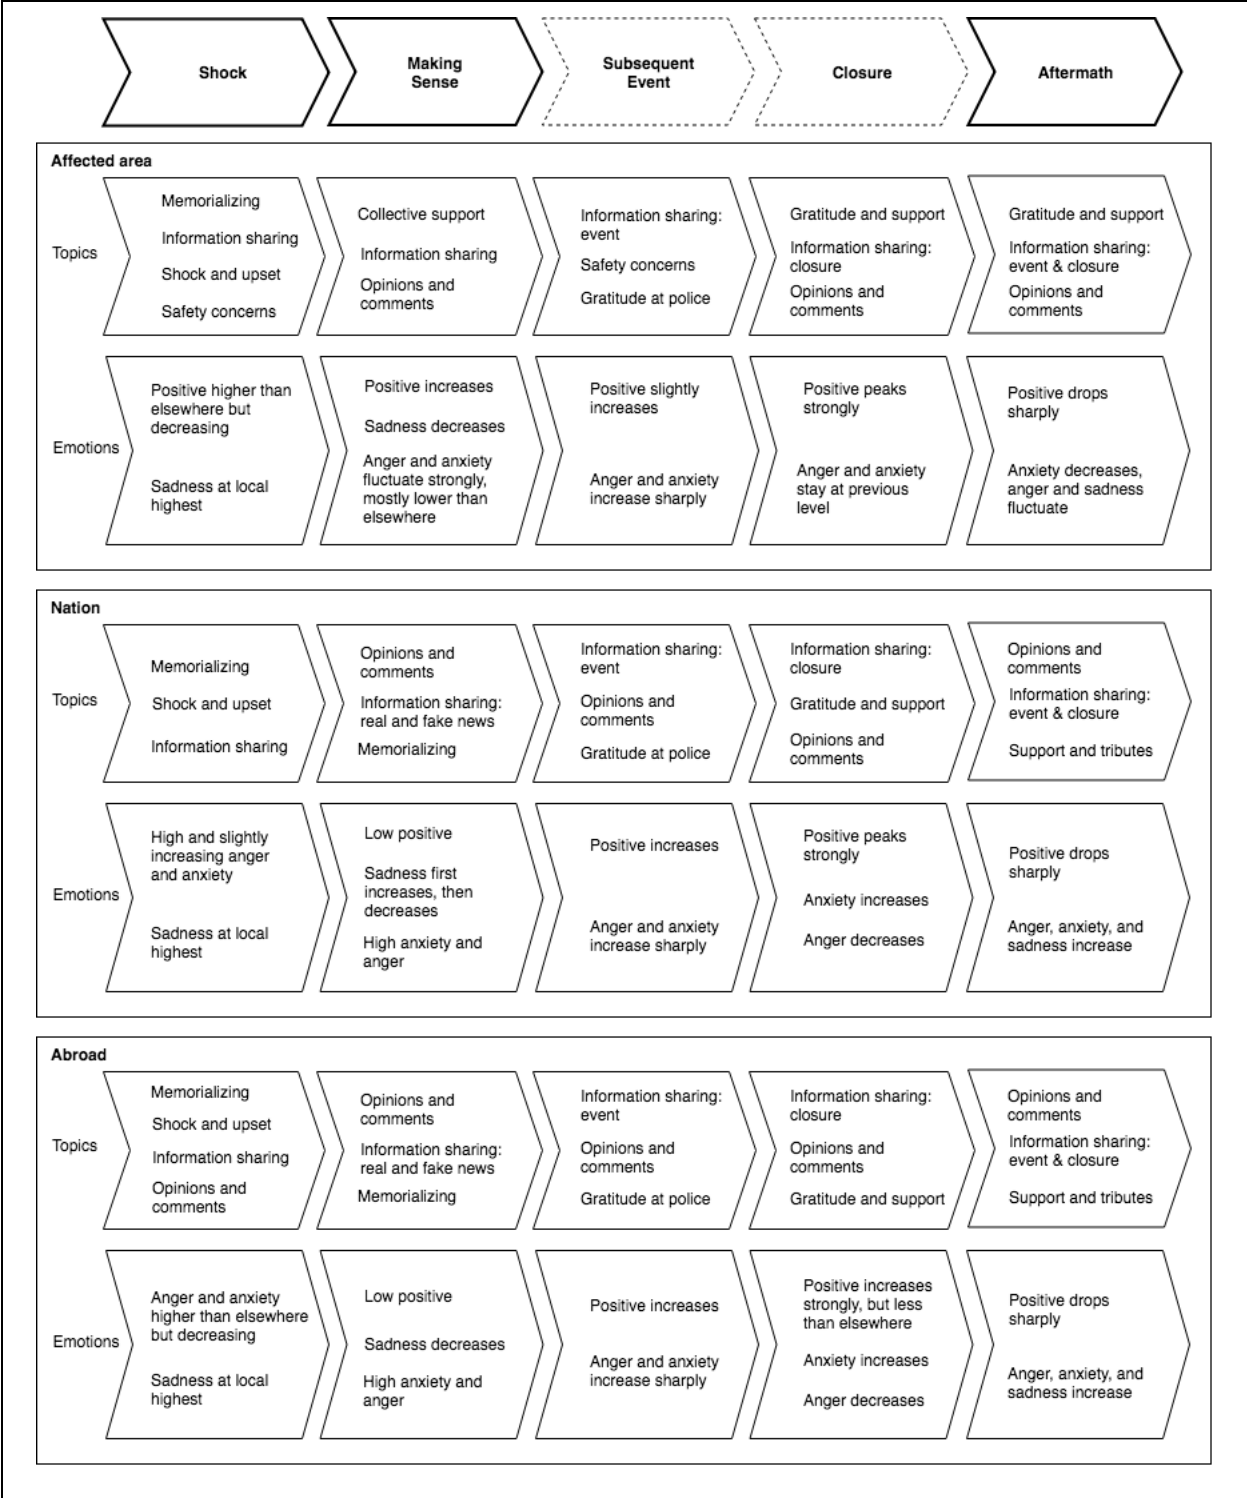 Shock
Making
Sense
Subsequent
Event
Closure
Aftermath
Affected area
Topics
Memorializing
Information sharing
Shock and upset
Safety concerns
Collective support
Information sharing
Opinions and
comments
Information sharing:
event
Safety concerns
Gratitude at police
Gratitude and support
Information sharing:
closure
Opinions and
comments
Gratitude and support
Information sharing:
event & closure
Opinions and
comments
Emotions
Positive higher than
elsewhere but
decreasing
Sadness at local
highest
Positive increases
Sadness decreases
Anger and anxiety
fluctuate strongly,
mostly lower than
elsewhere
Positive slightly
increases
Anger and anxiety
increase sharply
Positive peaks
strongly
Anger and anxiety
stay at previous
level
Positive drops
sharply
Anxiety decreases,
anger and sadness
fluctuate
Nation
Topics
Memorializing
Shock and upset
Information sharing
Opinions and
comments
Information sharing:
real and fake news
Memorializing
Information sharing:
event
Opinions and
comments
Gratitude at police
Information sharing:
closure
Gratitude and support
Opinions and
comments
Opinions and
comments
Information sharing:
event & closure
Support and tributes
Emotions
High and slightly
increasing anger
and anxiety
Sadness at local
highest
Low positive
Sadness first
increases, then
decreases
High anxiety and
anger
Positive increases
Anger and anxiety
increase sharply
Positive peaks
strongly
Anxiety increases
Anger decreases
Positive drops
sharply
Anger, anxiety, and
sadness increase
Abroad
Topics
Memorializing
Shock and upset
Information sharing
Opinions and
comments
Opinions and
comments
Information sharing:
real and fake news
Memorializing
Information sharing:
event
Opinions and
comments
Gratitude at police
Information sharing:
closure
Opinions and
comments
Gratitude and support
Opinions and
comments
Information sharing:
event & closure
Support and tributes
Emotions
Anger and anxiety
higher than elsewhere
but decreasing
Sadness at local
highest
Low positive
Sadness decreases
High anxiety and
anger
Positive increases
Anger and anxiety
increase sharply
Positive increases
strongly, but less
than elsewhere
Anxiety increases
Anger decreases
Positive drops
sharply
Anger, anxiety, and
sadness increase